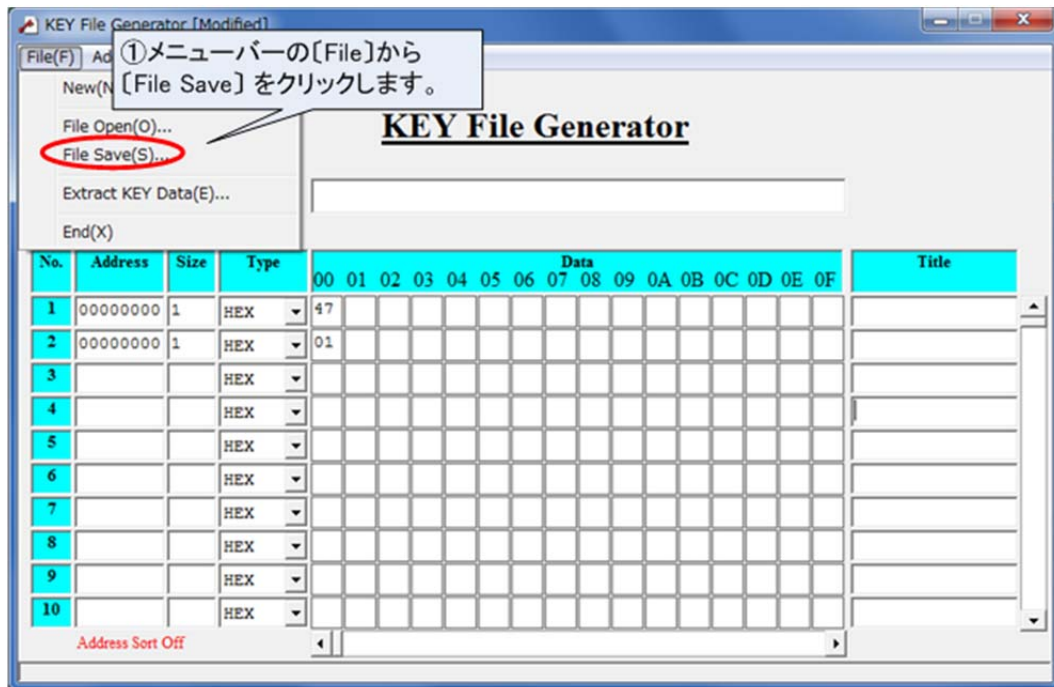 KEY File Generator [Modified]
File(F) Ad
①メニューバーの〔File〕から
〔File Save〕をクリックします。
New(N
File Open(O)...
File Save(S)...
Extract KEY Data(E)...
End(X)
KEY File Generator
No. Address Size Type Data Title
00 01 02 03 04 05 06 07 08 09 0A 0B 0C 0D 0E 0F
1 00000000 1 HEX 47
2 00000000 1 HEX 01
3 HEX
4 HEX
5 HEX
6 HEX
7 HEX
8 HEX
9 HEX
10 HEX
Address Sort Off